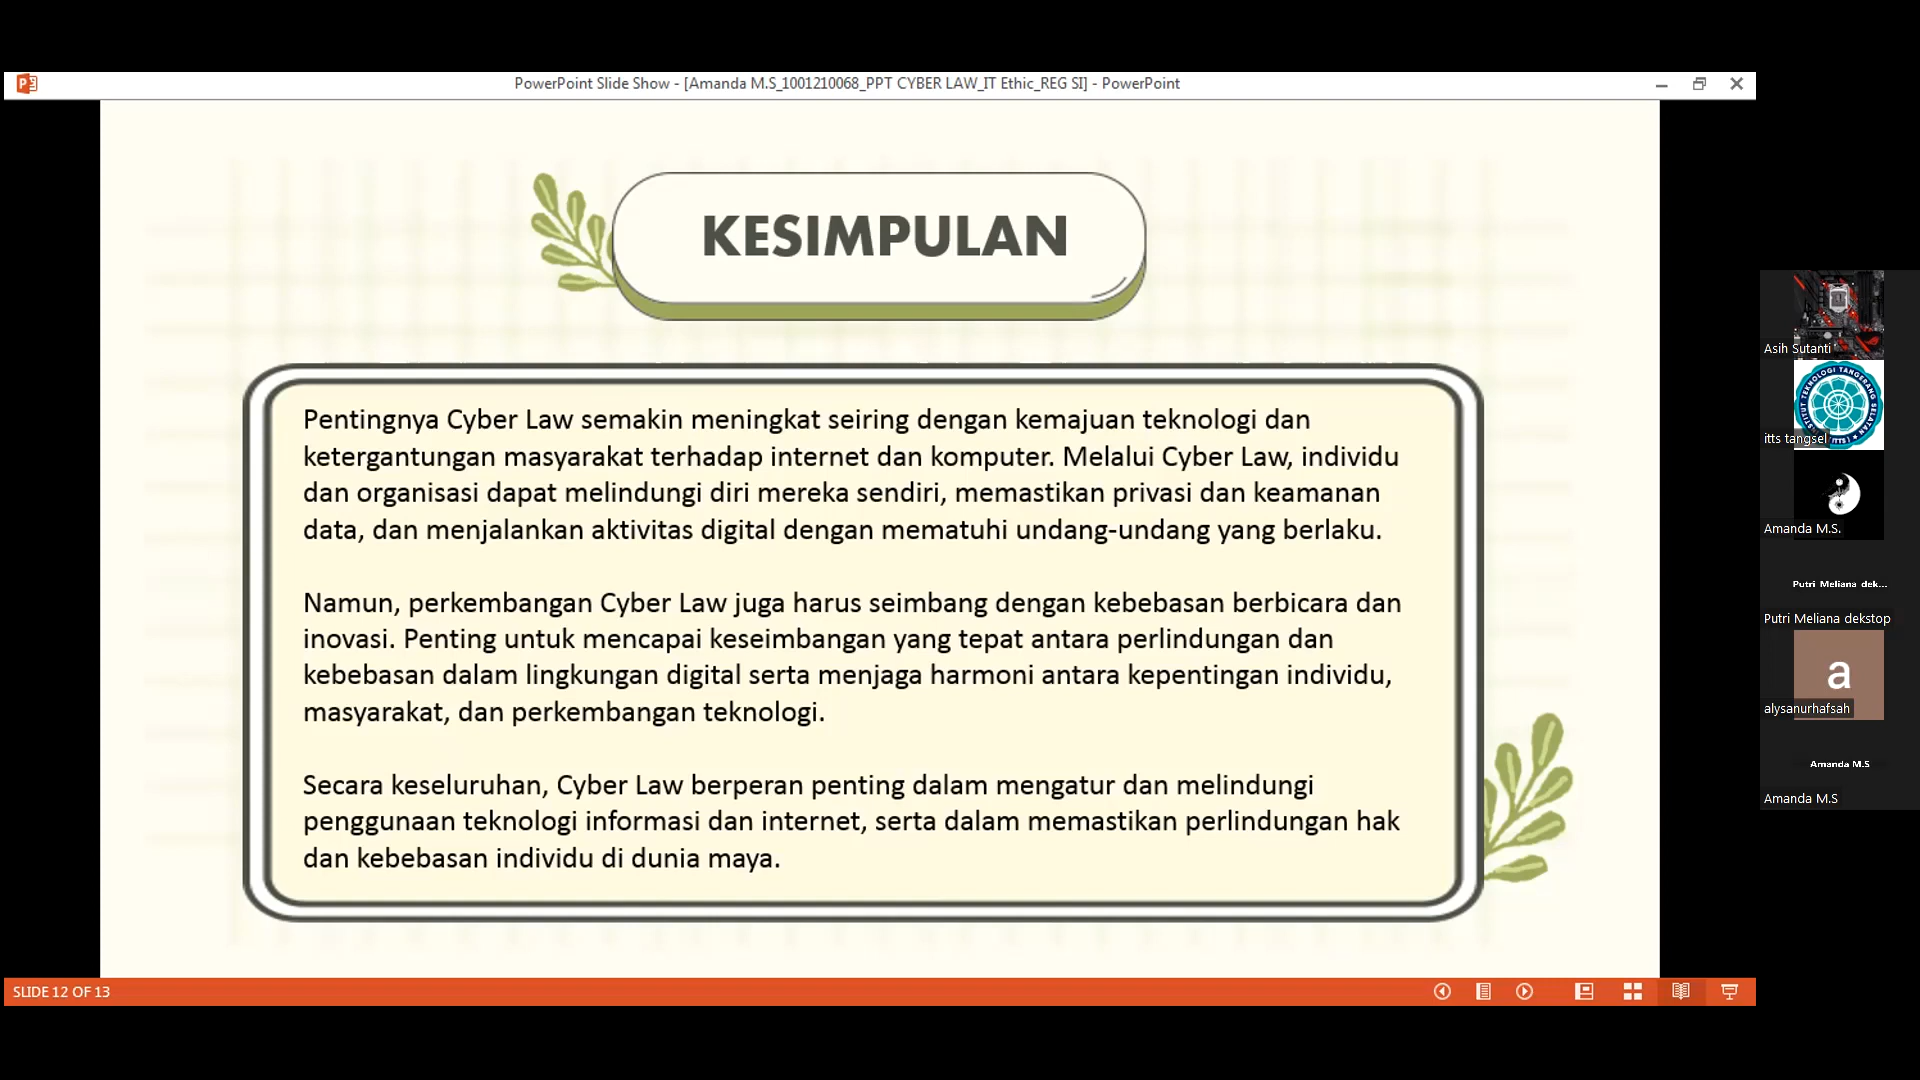 PowerPoint Slide Show - [Amanda M.S_1001210068_PPT CYBER LAW_IT Ethic_REG SI] - PowerPoint
KESIMPULAN
Pentingnya Cyber Law semakin meningkat seiring dengan kemajuan teknologi dan
ketergantungan masyarakat terhadap internet dan komputer. Melalui Cyber Law, individu
dan organisasi dapat melindungi diri mereka sendiri, memastikan privasi dan keamanan
data, dan menjalankan aktivitas digital dengan mematuhi undang-undang yang berlaku.
Namun, perkembangan Cyber Law juga harus seimbang dengan kebebasan berbicara dan
inovasi. Penting untuk mencapai keseimbangan yang tepat antara perlindungan dan
kebebasan dalam lingkungan digital serta menjaga harmoni antara kepentingan individu,
masyarakat, dan perkembangan teknologi.
Secara keseluruhan, Cyber Law berperan penting dalam mengatur dan melindungi
penggunaan teknologi informasi dan internet, serta dalam memastikan perlindungan hak
dan kebebasan individu di dunia maya.
SLIDE 12 OF 13
Asih Sutanti
INSTITUT TEKNOLOGI TANGERANG SELATAN
(ITTS)
itts tangsel
Amanda M.S.
Putri Meliana dek...
Putri Meliana dekstop
a
alysanurhafsah
Amanda M.S
Amanda M.S